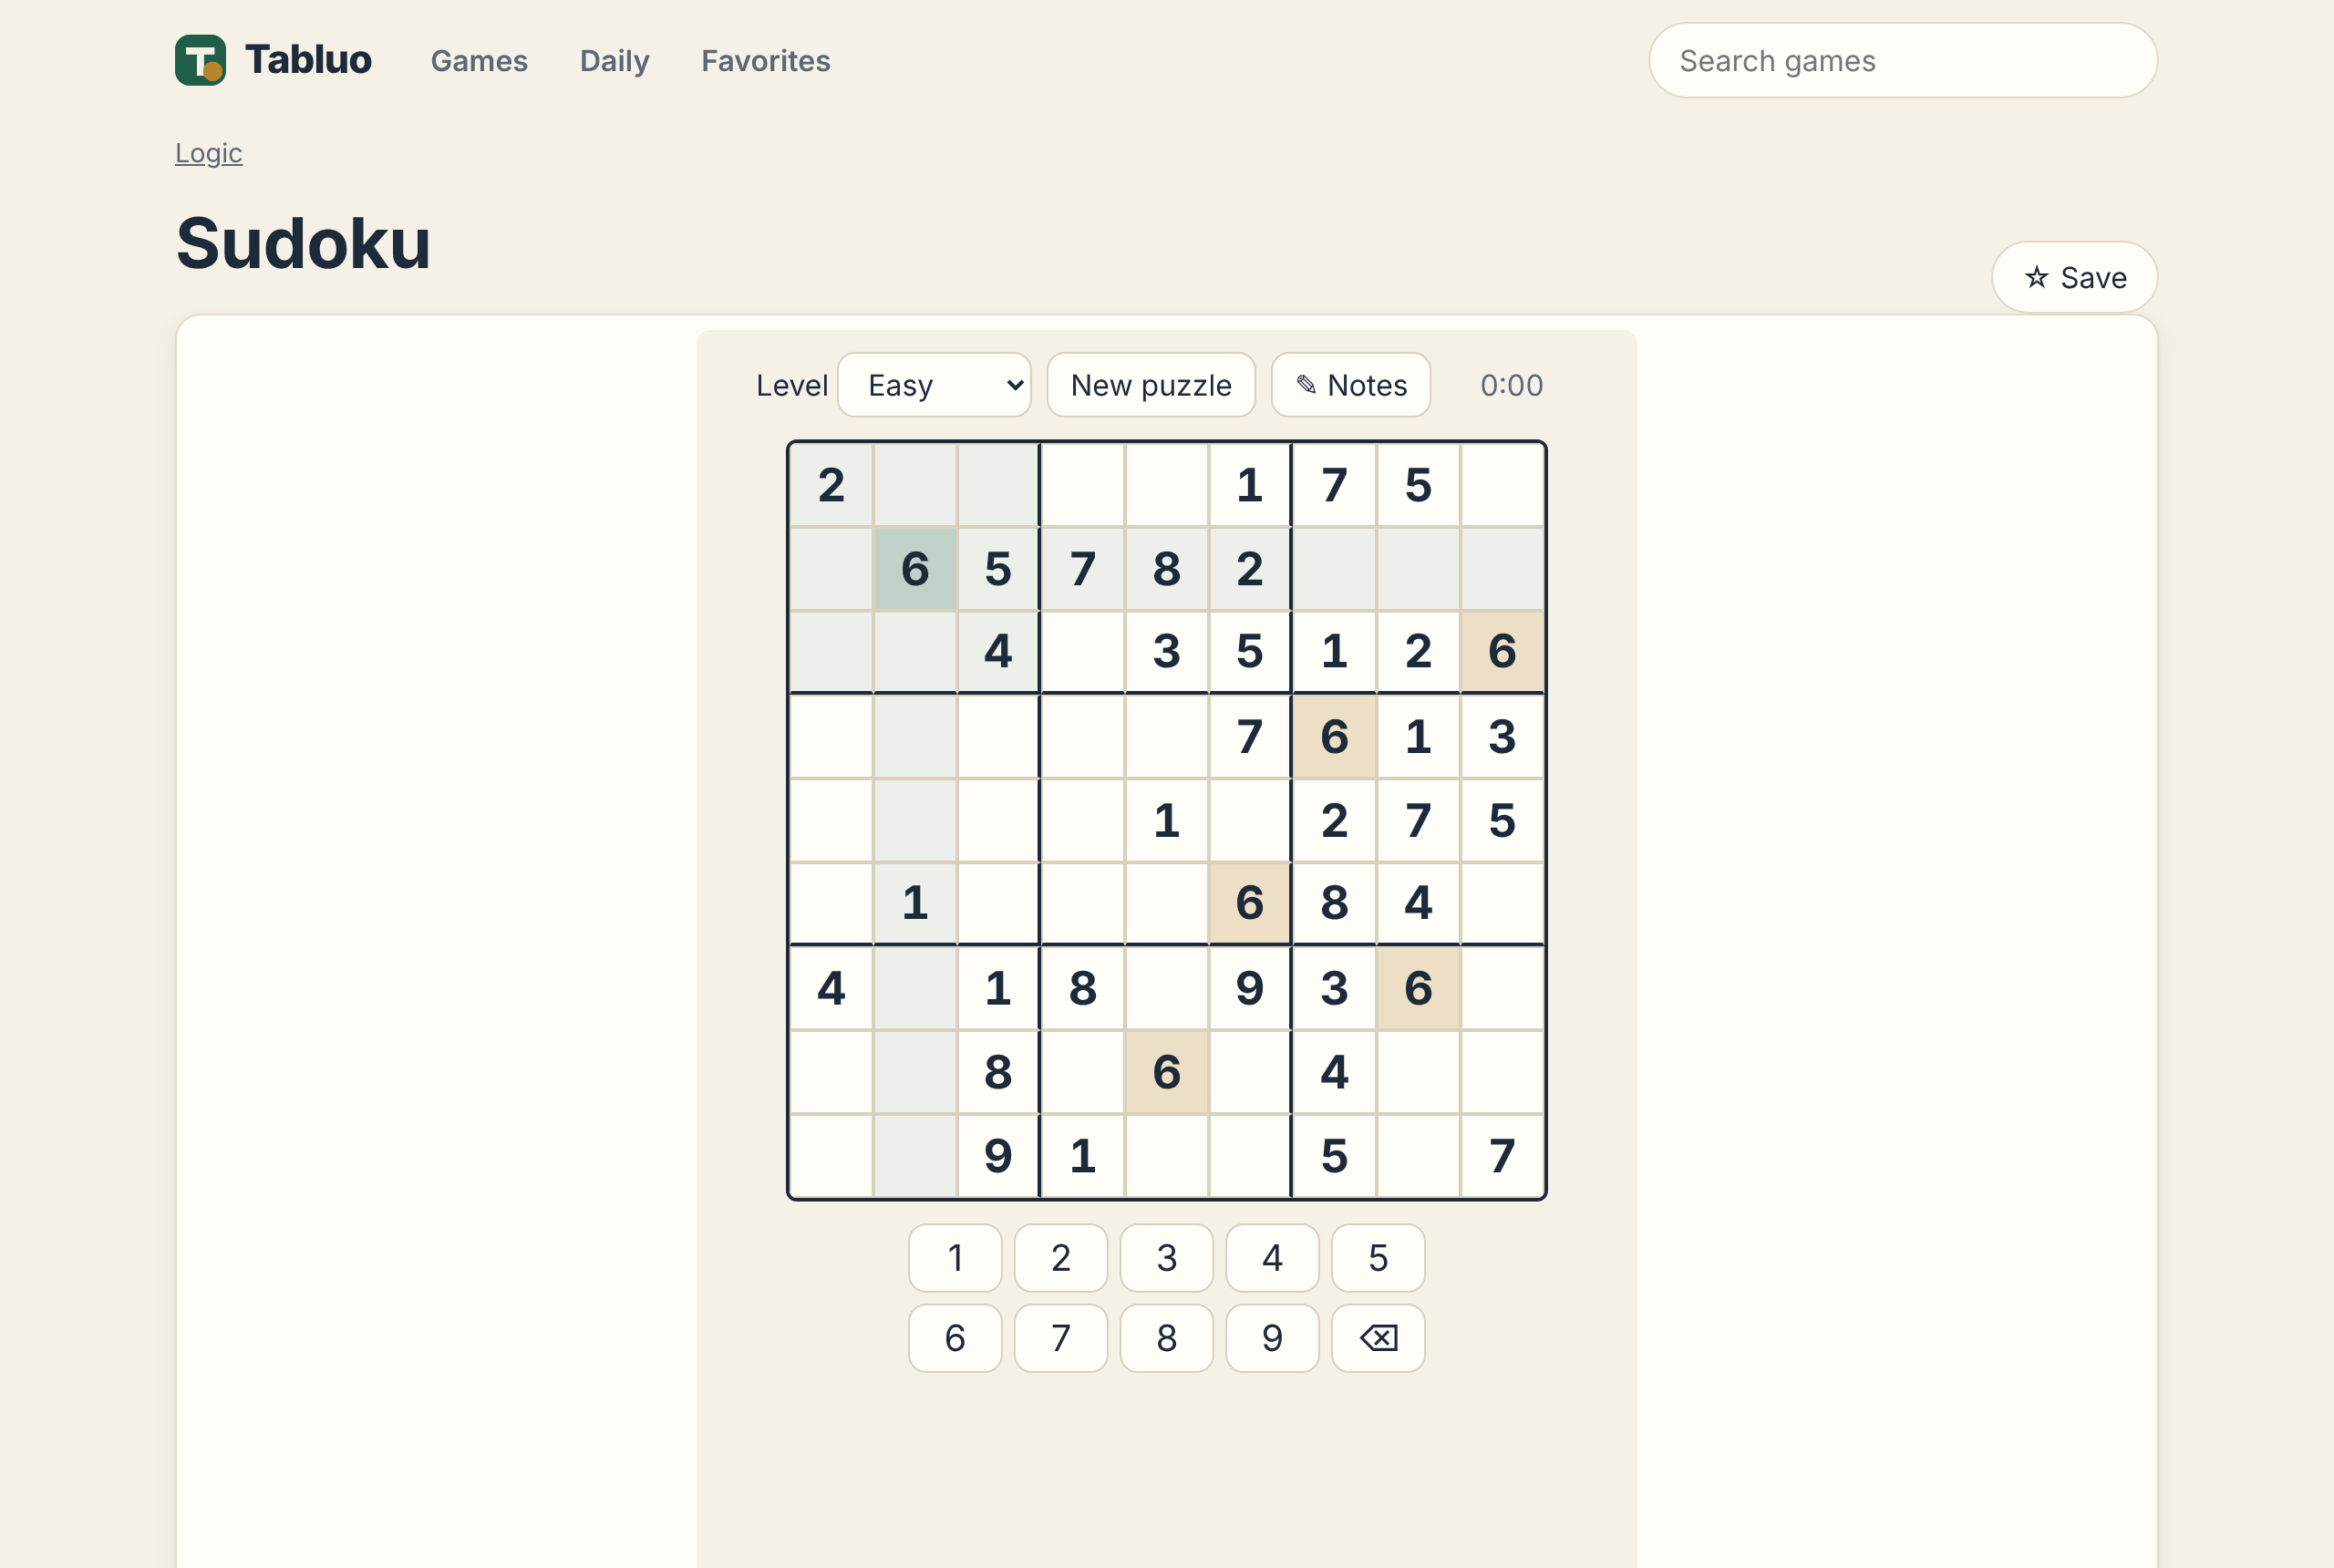 Tabluo Games Daily Favorites Search games
Logic
Sudoku
☆ Save
Level Easy New puzzle ✎ Notes 0:00
2 1 7 5
6 5 7 8 2
4 3 5 1 2 6
7 6 1 3
1 2 7 5
1 6 8 4
4 1 8 9 3 6
8 6 4
9 1 5 7
1 2 3 4 5
6 7 8 9 ⌫